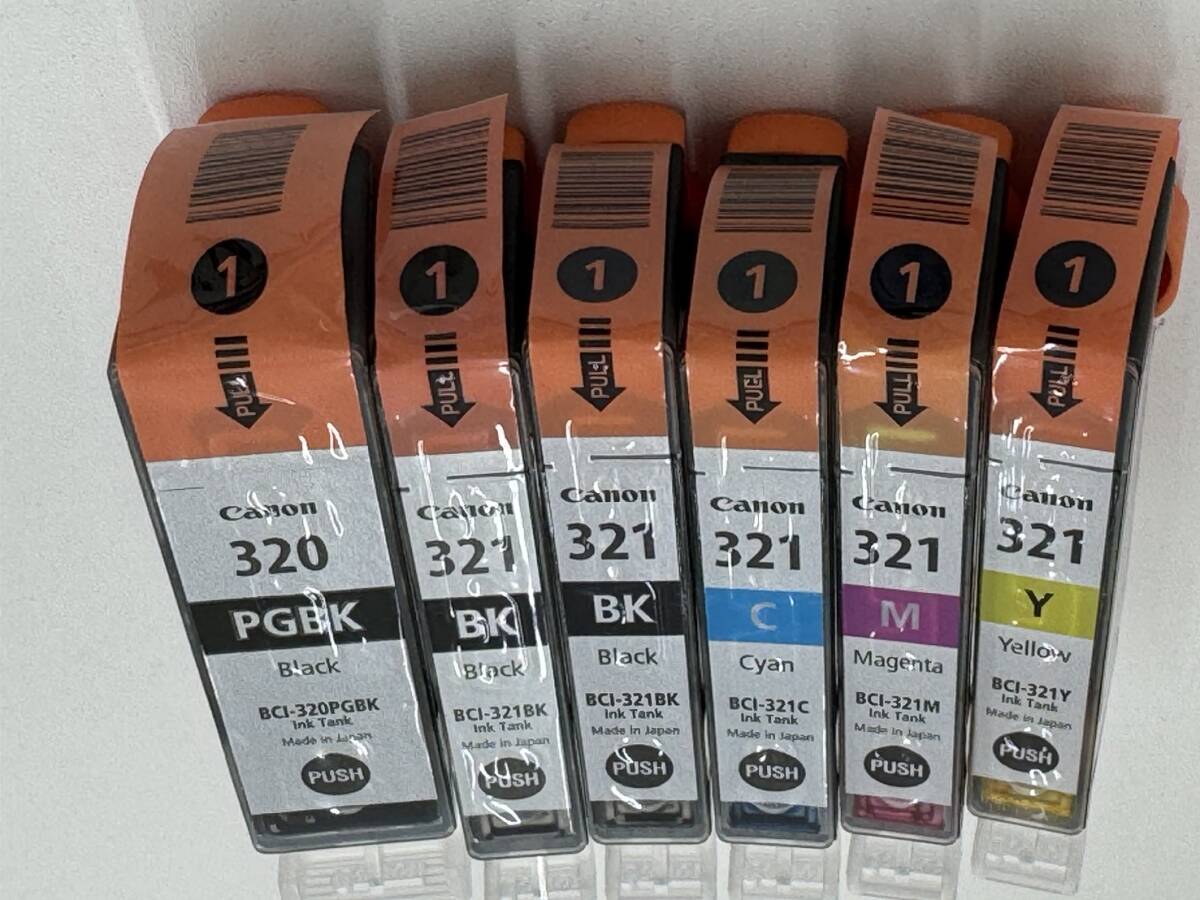 1
PULL
Canon
320
PGBK
Black
BCI-320PGBK
Ink Tank
Made in Japan
PUSH
1
PULL
Canon
321
BK
Black
BCI-321BK
Ink Tank
Made in Japan
PUSH
1
PULL
Canon
321
BK
Black
BCI-321BK
Ink Tank
Made in Japan
PUSH
1
PULL
Canon
321
C
Cyan
BCI-321C
Ink Tank
Made in Japan
PUSH
1
PULL
Canon
321
M
Magenta
BCI-321M
Ink Tank
Made in Japan
PUSH
1
PULL
Canon
321
Y
Yellow
BCI-321Y
Ink Tank
Made in Japan
PUSH